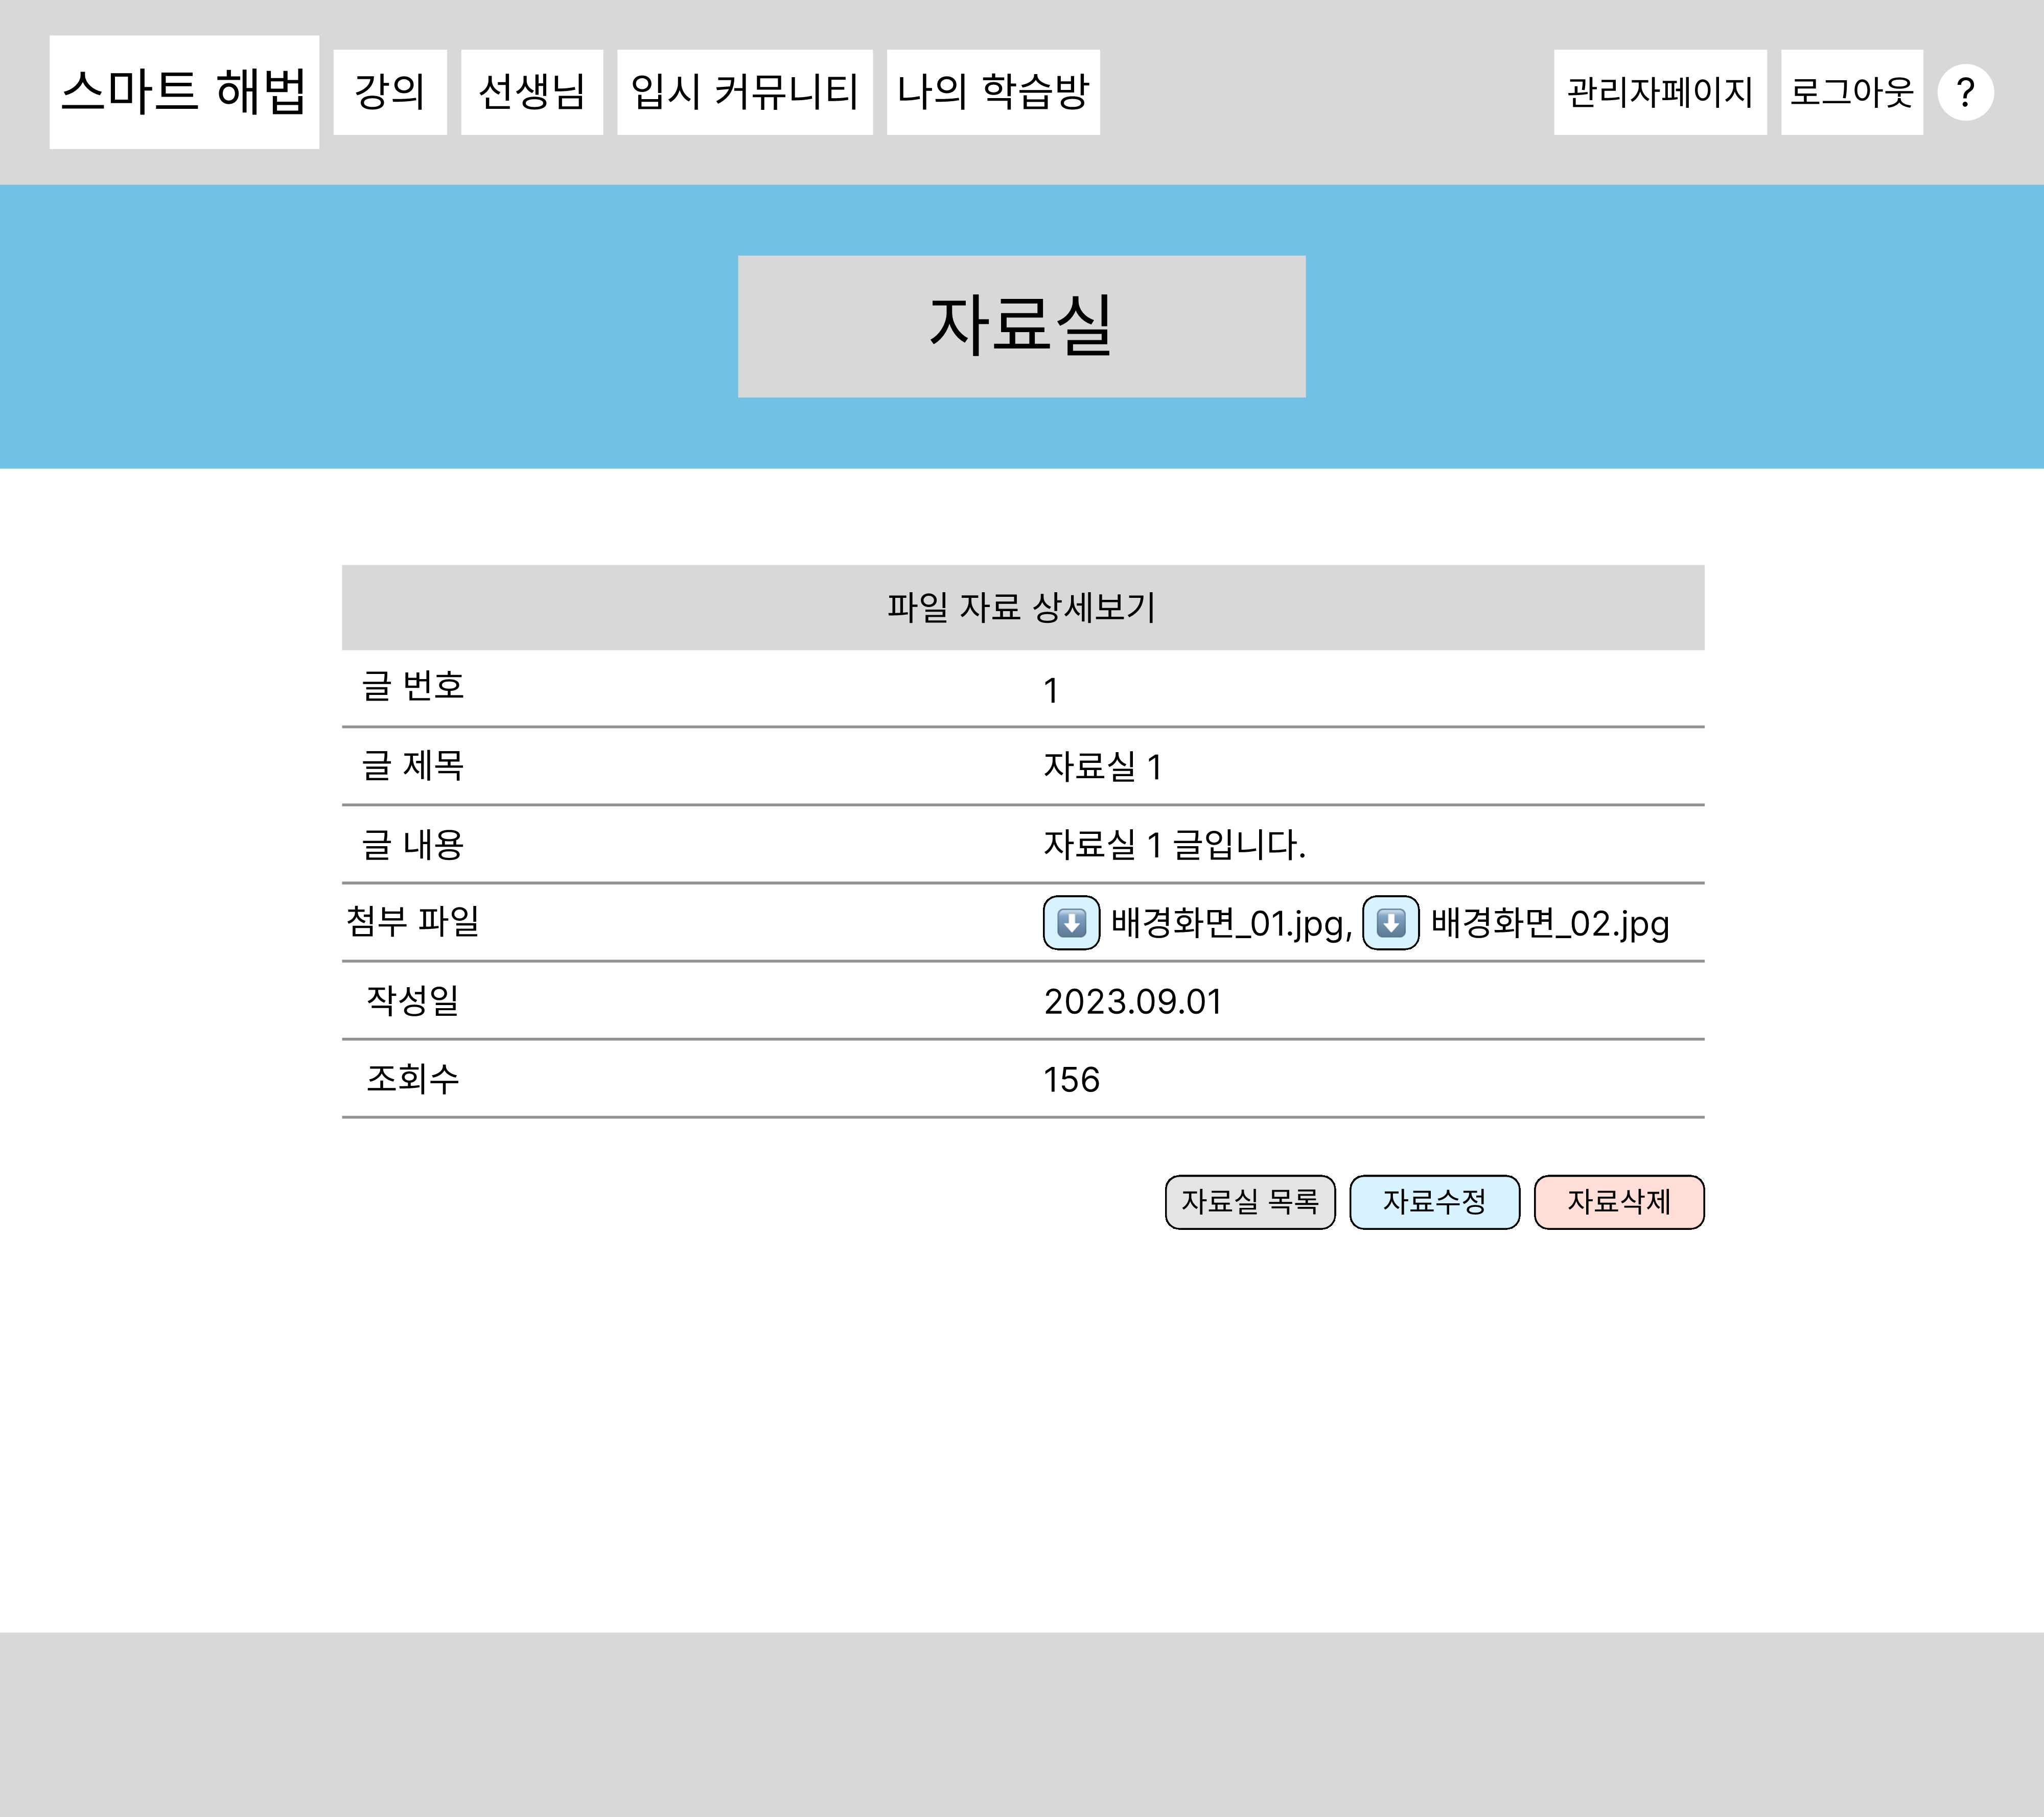 스마트 해법 강의 선생님 입시 커뮤니티 나의 학습방 관리자페이지 로그아웃 ?
자료실
파일 자료 상세보기
글 번호 1
글 제목 자료실 1
글 내용 자료실 1 글입니다.
첨부 파일 배경화면_01.jpg, 배경화면_02.jpg
작성일 2023.09.01
조회수 156
자료실 목록 자료수정 자료삭제